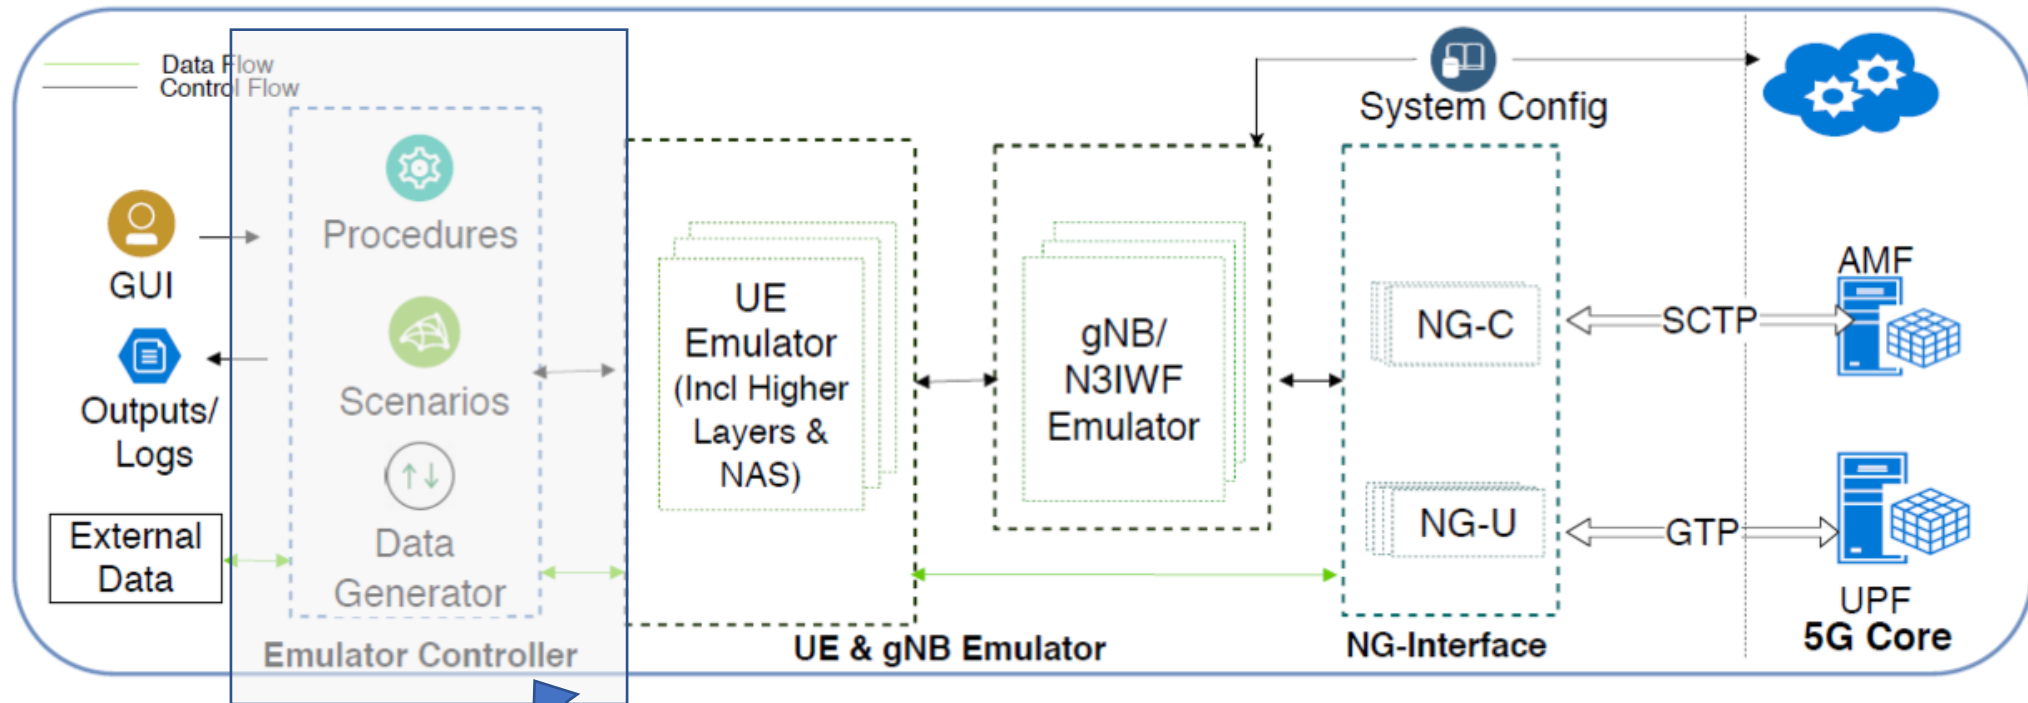 Data Flow
Control Flow
System Config
Procedures
GUI
Scenarios
Outputs/
Logs
External
Data
Data
Generator
Emulator Controller
UE
Emulator
(Incl Higher
Layers &
NAS)
gNB/
N3IWF
Emulator
UE & gNB Emulator
NG-C
NG-U
NG-Interface
SCTP
GTP
AMF
UPF
5G Core